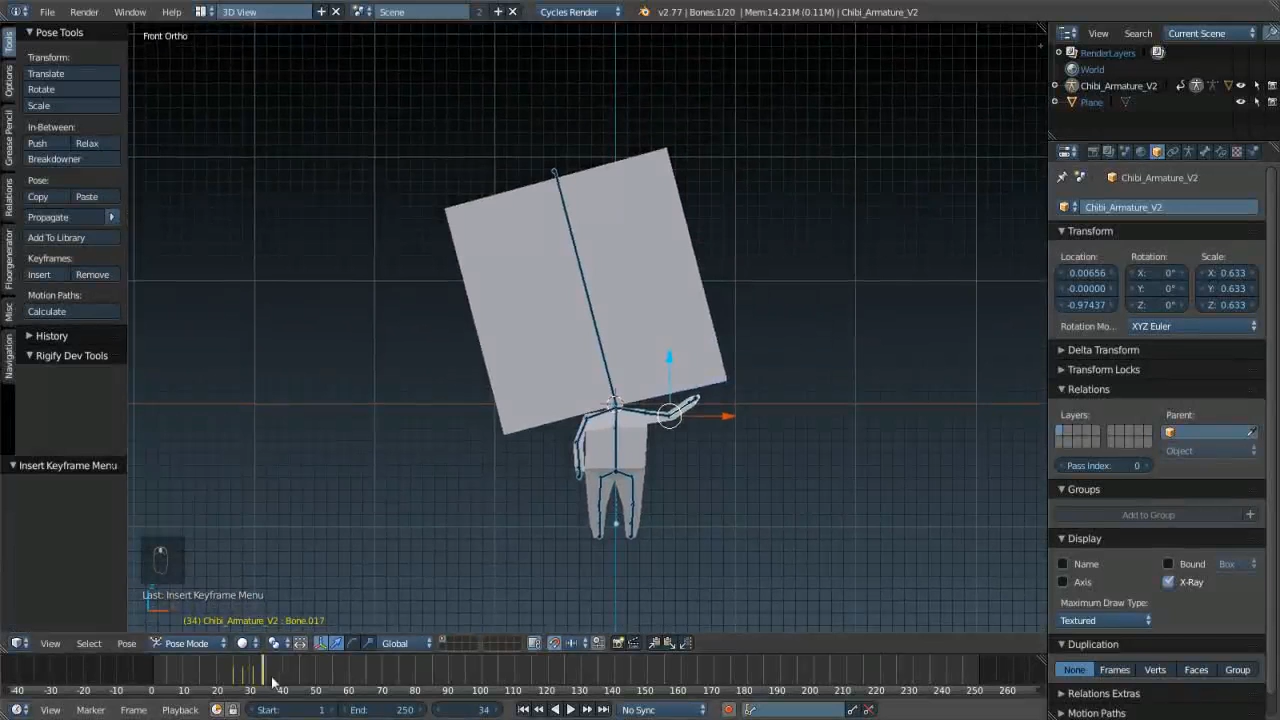 File Render Window Help 3D View Scene 2 Cycles Render v2.77 | Bones:1/20 | Mem:14.21M (0.11M) | Chibi_Armature_V2
Pose Tools
Front Ortho
View Search Current Scene
Transform:
RenderLayers
Translate
World
Rotate
Chibi_Armature_V2
Scale
Plane
In-Between:
Push Relax
Breakdowner
Pose:
Chibi_Armature_V2
Copy Paste
Chibi_Armature_V2
Propagate
Transform
Add To Library
Location: Rotation: Scale:
Keyframes:
0.00656 X: 0° X: 0.633
Insert Remove
-0.00000 Y: 0° Y: 0.633
Motion Paths:
-0.97437 Z: 0° Z: 0.633
Calculate
Rotation Mo... XYZ Euler
History
Delta Transform
Rigify Dev Tools
Transform Locks
Relations
Layers: Parent:
Object
Insert Keyframe Menu
Pass Index: 0
Groups
Add to Group
Display
Name Bound Box
Axis X-Ray
Last: Insert Keyframe Menu
Maximum Draw Type:
(34) Chibi_Armature_V2 : Bone.017
Textured
View Select Pose Pose Mode Global
Duplication
None Frames Verts Faces Group
-40 -30 -20 -10 0 10 20 30 40 50 60 70 80 90 100 110 120 130 140 150 160 170 180 190 200 210 220 230 240 250 260
Relations Extras
View Marker Frame Playback Start: 1 End: 250 34 No Sync
Motion Paths
Tools
Options
Grease Pencil
Relations
Floorgenerator
Misc
Navigation